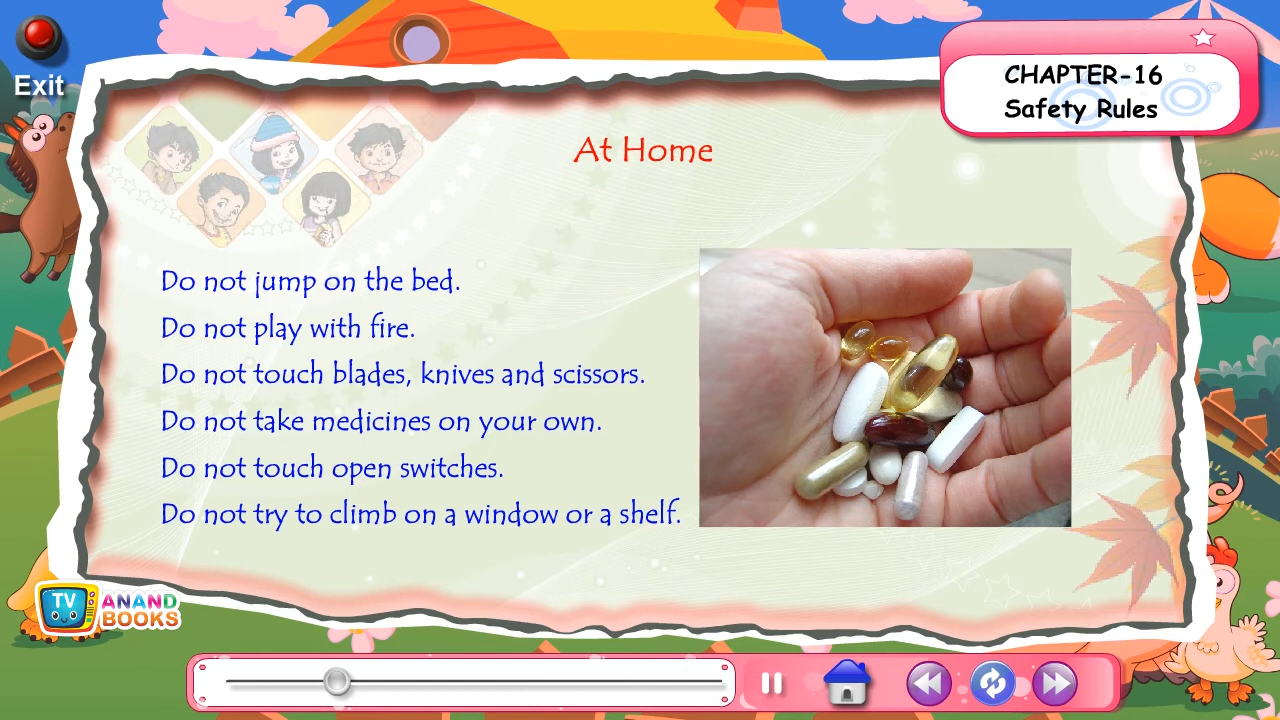 Exit
CHAPTER-16
Safety Rules
At Home
Do not jump on the bed.
Do not play with fire.
Do not touch blades, knives and scissors.
Do not take medicines on your own.
Do not touch open switches.
Do not try to climb on a window or a shelf.
TV
ANAND
BOOKS